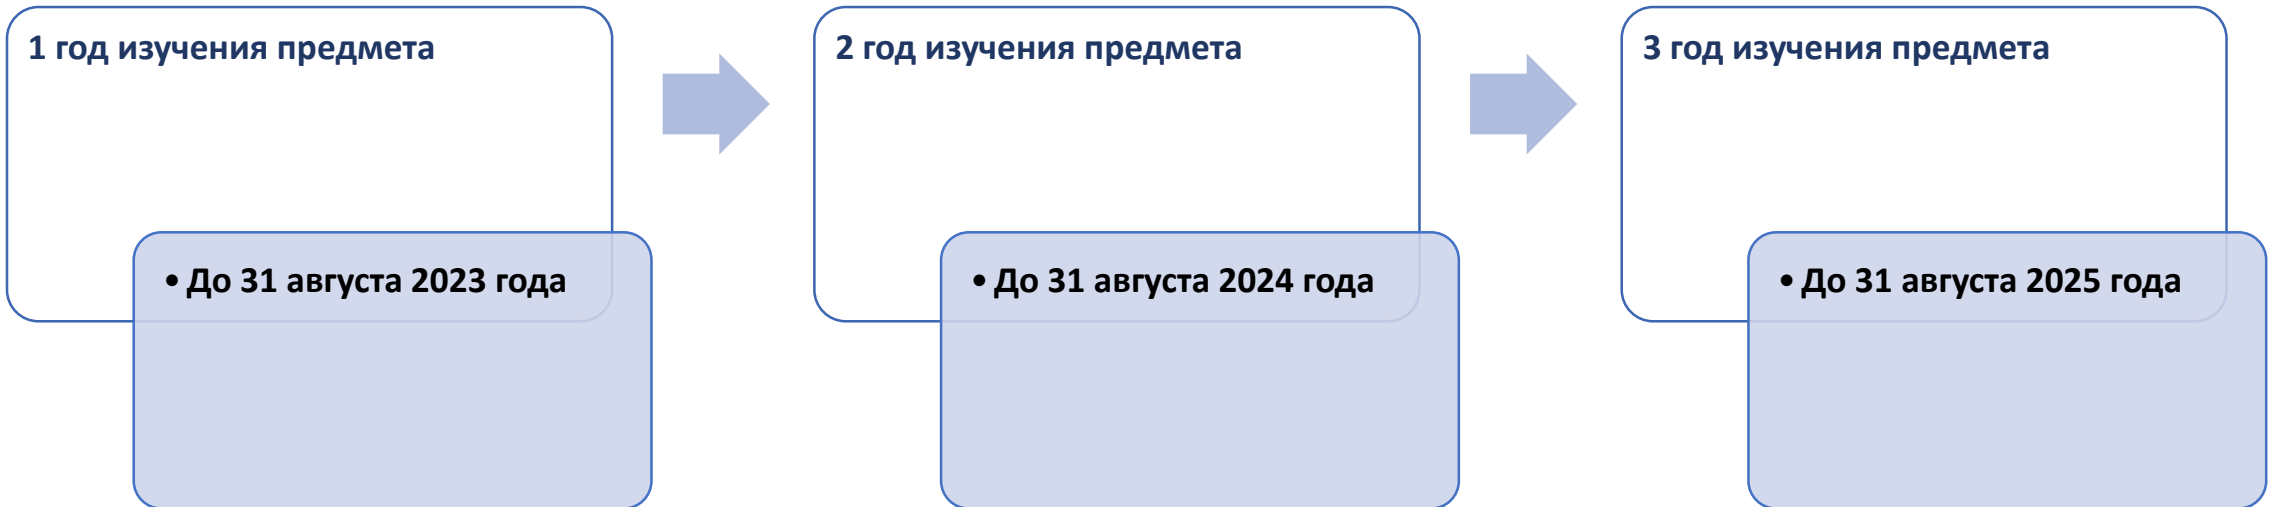 1 год изучения предмета
• До 31 августа 2023 года
2 год изучения предмета
• До 31 августа 2024 года
3 год изучения предмета
• До 31 августа 2025 года